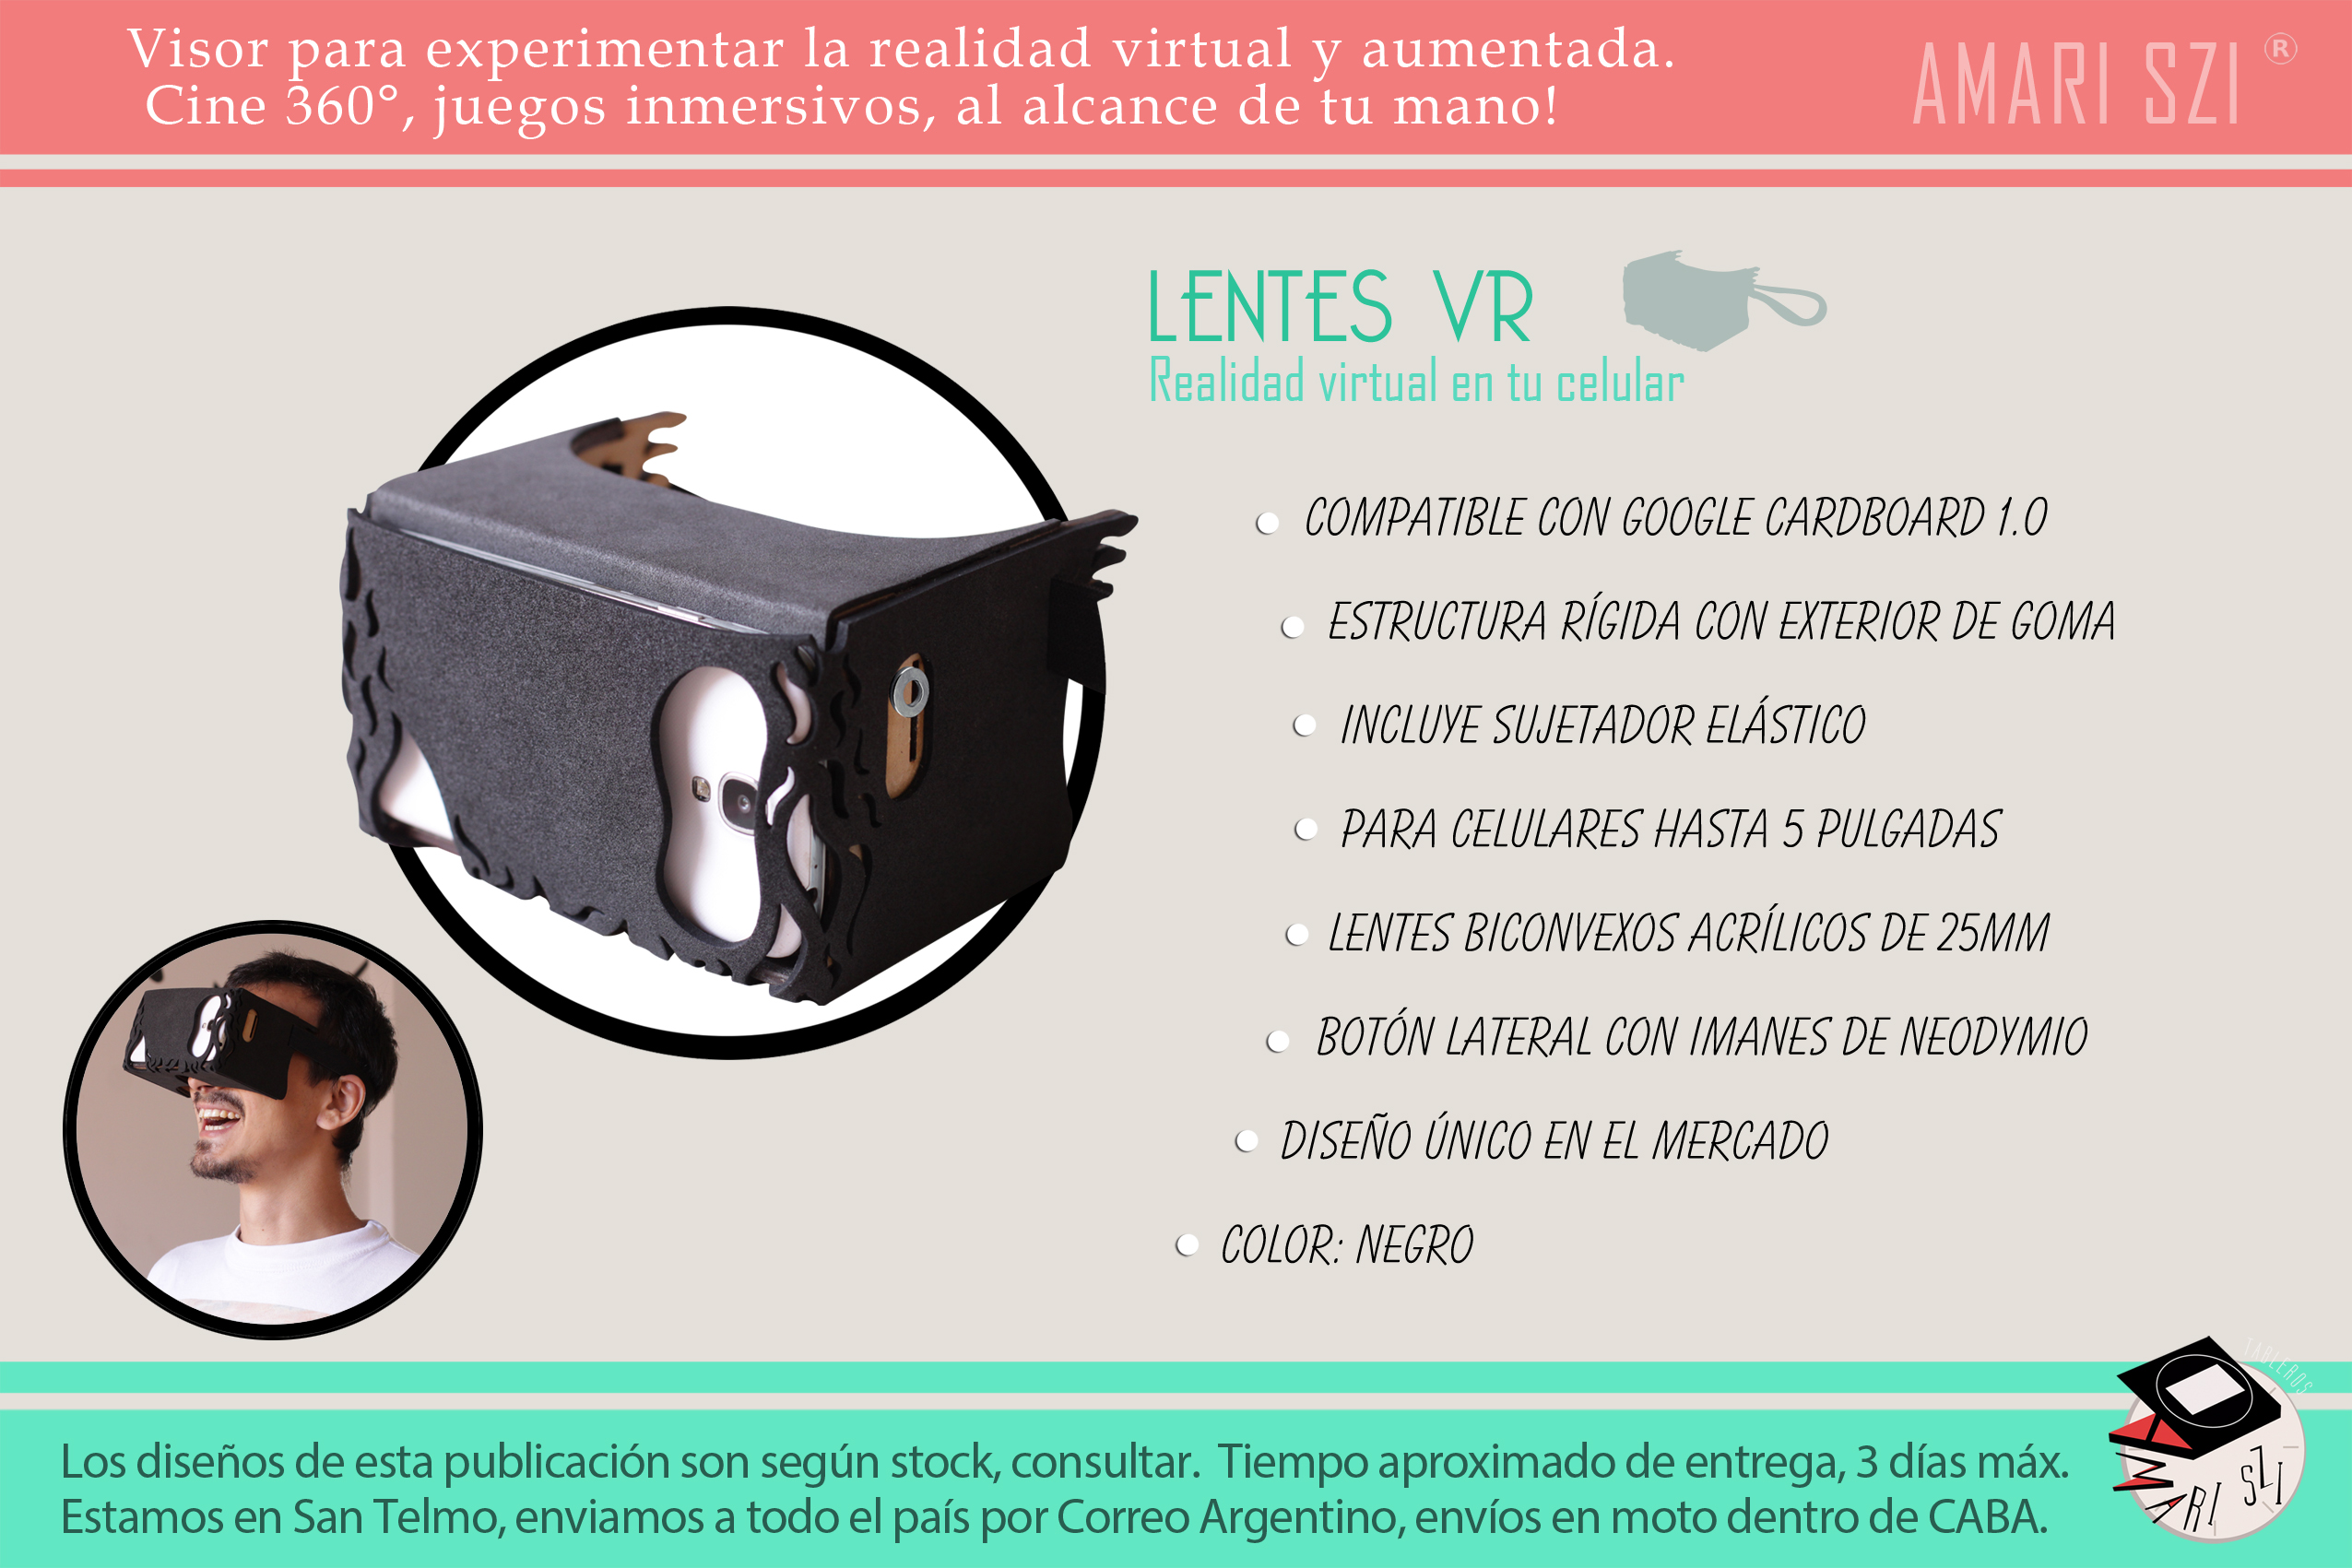 Visor para experimentar la realidad virtual y aumentada.
Cine 360°, juegos inmersivos, al alcance de tu mano!
AMARI SZI ®
LENTES VR
Realidad virtual en tu celular
COMPATIBLE CON GOOGLE CARDBOARD 1.0
ESTRUCTURA RÍGIDA CON EXTERIOR DE GOMA
INCLUYE SUJETADOR ELÁSTICO
PARA CELULARES HASTA 5 PULGADAS
LENTES BICONVEXOS ACRÍLICOS DE 25MM
BOTÓN LATERAL CON IMANES DE NEODYMIO
DISEÑO ÚNICO EN EL MERCADO
COLOR: NEGRO
TABLEROS
ARI SZI
Los diseños de esta publicación son según stock, consultar. Tiempo aproximado de entrega, 3 días máx.
Estamos en San Telmo, enviamos a todo el país por Correo Argentino, envíos en moto dentro de CABA.